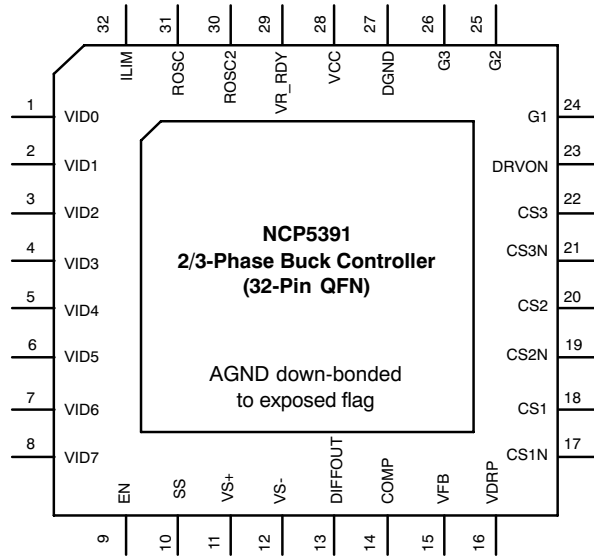 32 31 30 29 28 27 26 25
ILIM ROSC ROSC2 VR_RDY VCC DGND G3 G2
1 VID0 G1 24
2 VID1 DRVON 23
3 VID2 CS3 22
4 VID3 CS3N 21
5 VID4 CS2 20
6 VID5 CS2N 19
7 VID6 CS1 18
8 VID7 CS1N 17
NCP5391
2/3-Phase Buck Controller
(32-Pin QFN)
AGND down-bonded
to exposed flag
EN SS VS+ VS- DIFFOUT COMP VFB VDRP
9 10 11 12 13 14 15 16